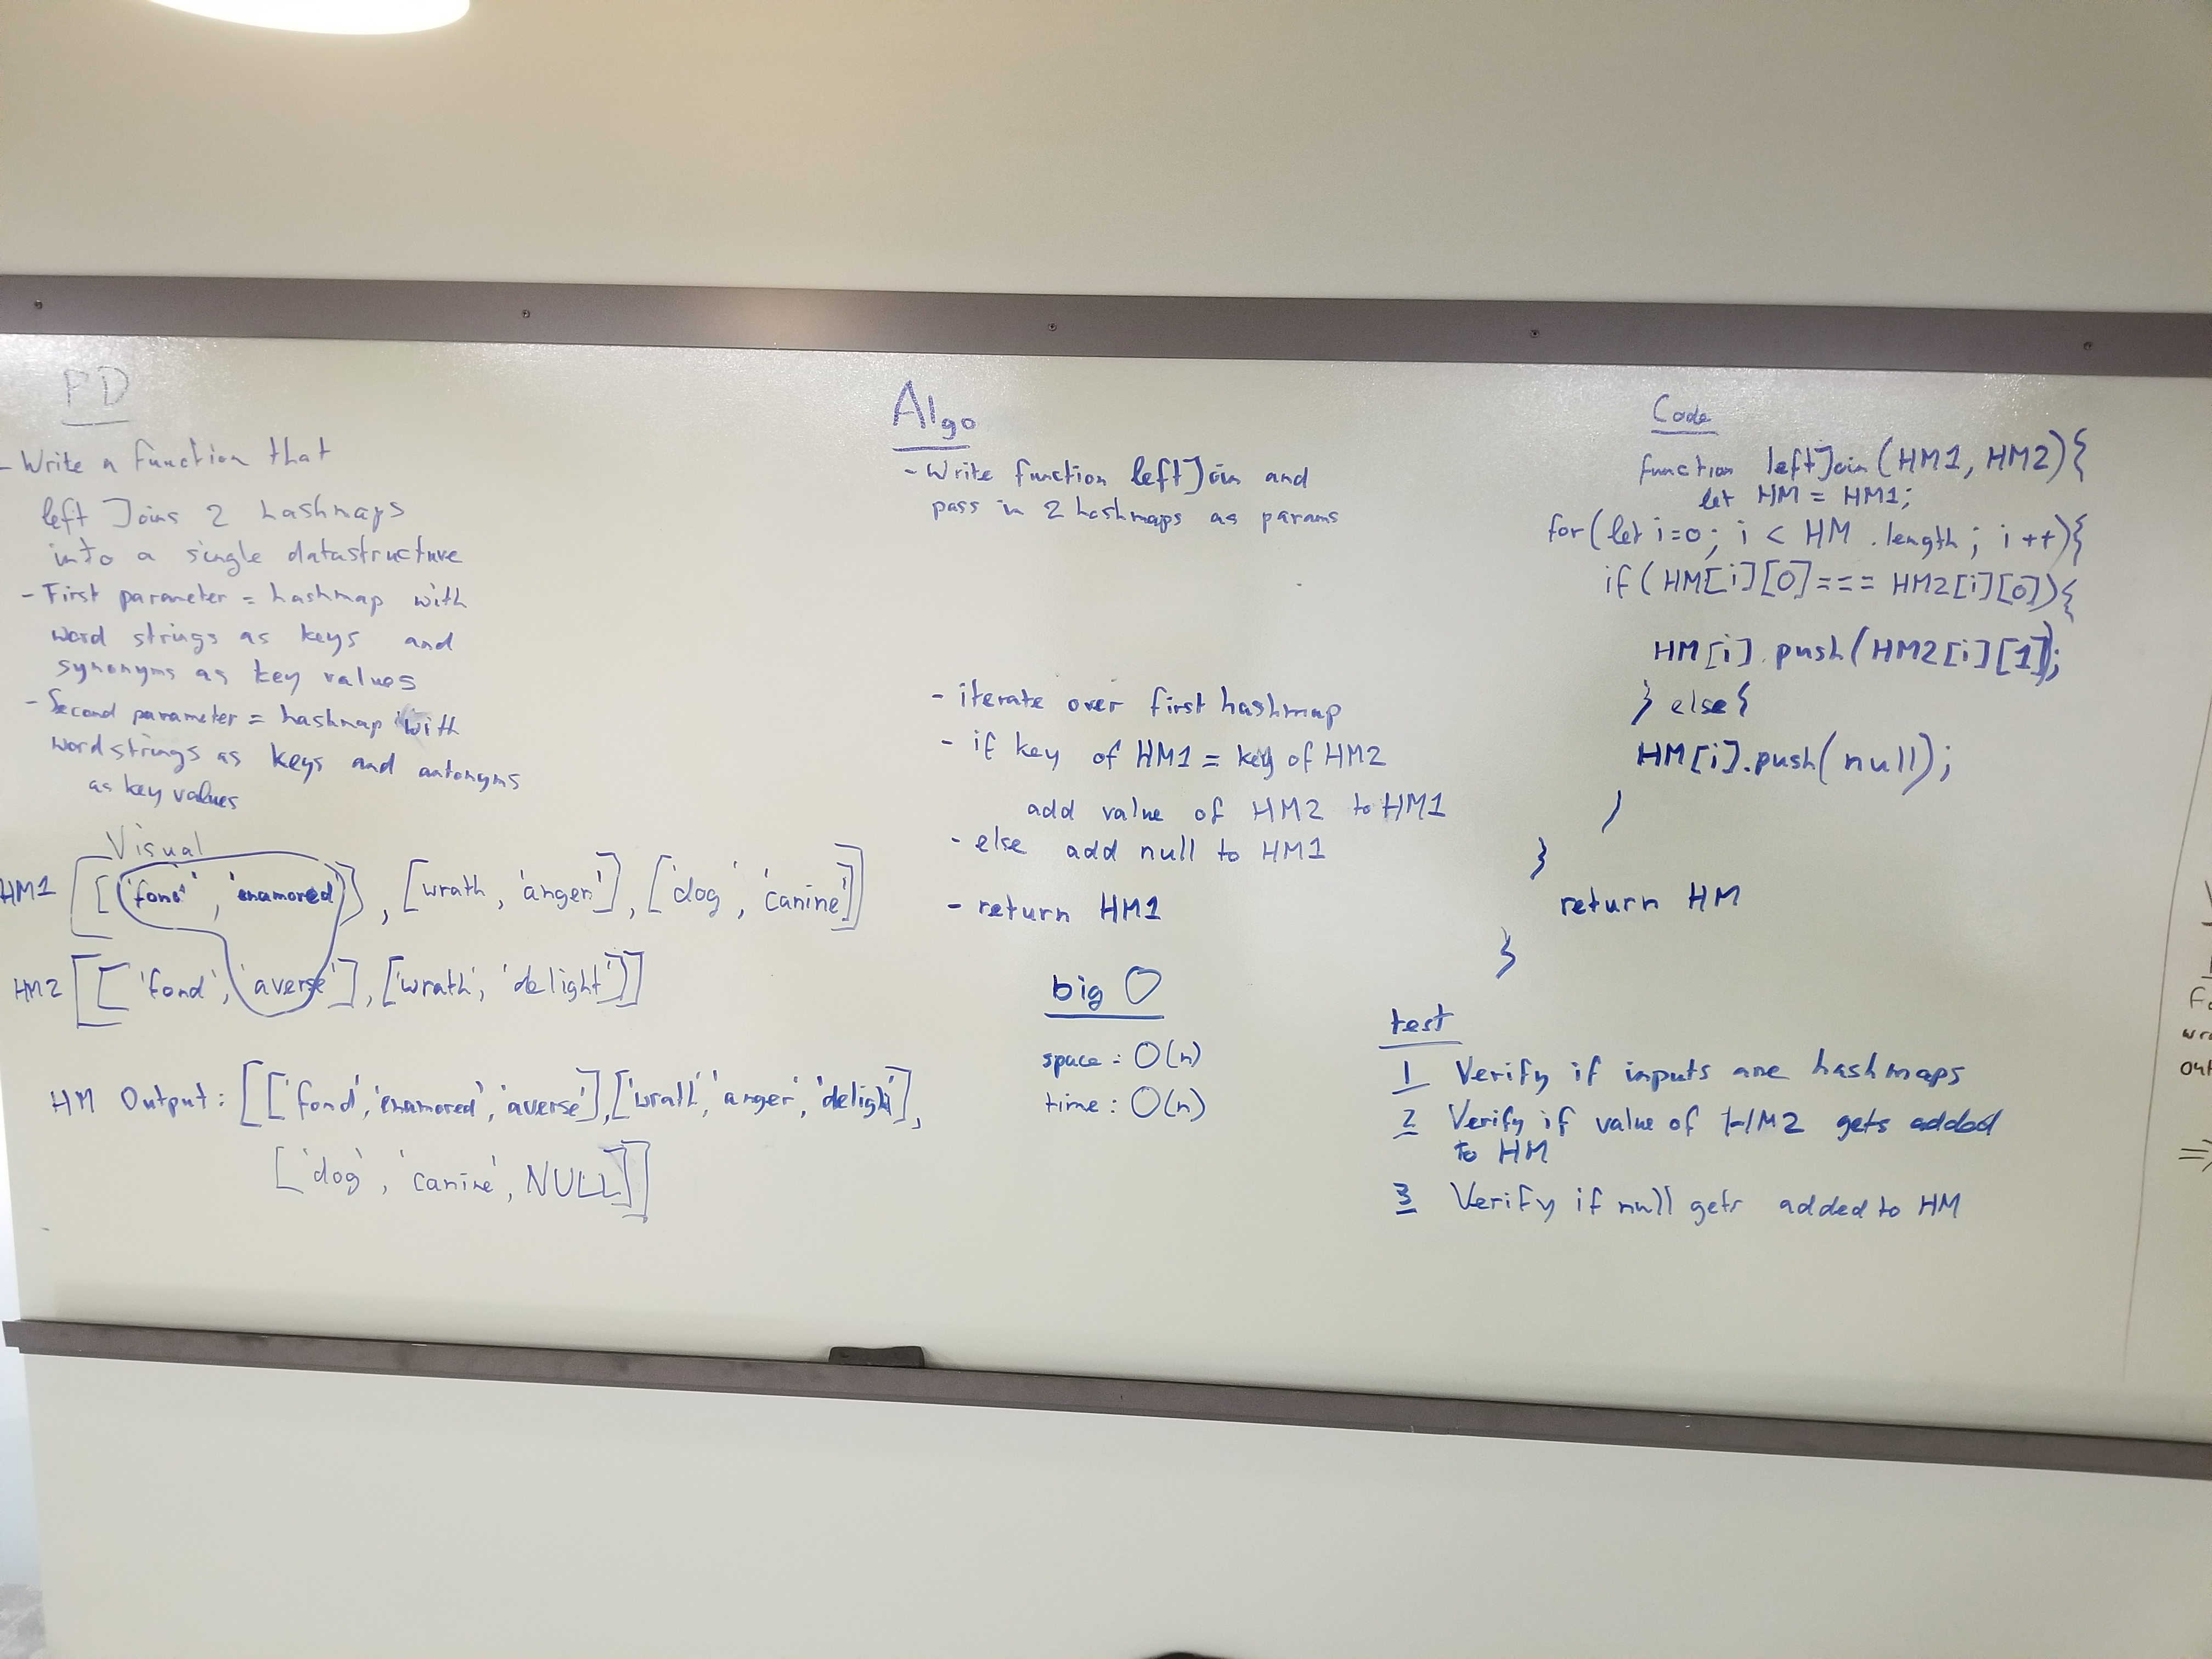 PD
- Write a function that
left Joins 2 hashmaps
into a single datastructure
- First parameter = hashmap with
word strings as keys and
synonyms as key values
- Second parameter = hashmap with
word strings as keys and antonyms
as key values
Visual
HM1 [['fond', 'enamored'], [wrath, 'anger'], ['dog', 'canine']]
HM2 [['fond', 'averse'], ['wrath', 'delight']]
HM Output: [['fond', 'enamored', 'averse'], ['wrath', 'anger', 'delight'],
['dog', 'canine', NULL]]
Algo
- Write function leftJoin and
pass in 2 hashmaps as params
- iterate over first hashmap
- if key of HM1 = key of HM2
add value of HM2 to HM1
- else add null to HM1
- return HM1
big O
space: O(n)
time: O(n)
Code
function leftJoin(HM1, HM2){
let HM = HM1;
for(let i=0; i < HM.length; i++){
if(HM[i][0] === HM2[i][0]){
HM[i].push(HM2[i][1]);
} else{
HM[i].push(null);
}
}
return HM
}
test
1 Verify if inputs are hashmaps
2 Verify if value of HM2 gets added
to HM
3 Verify if null gets added to HM
=>